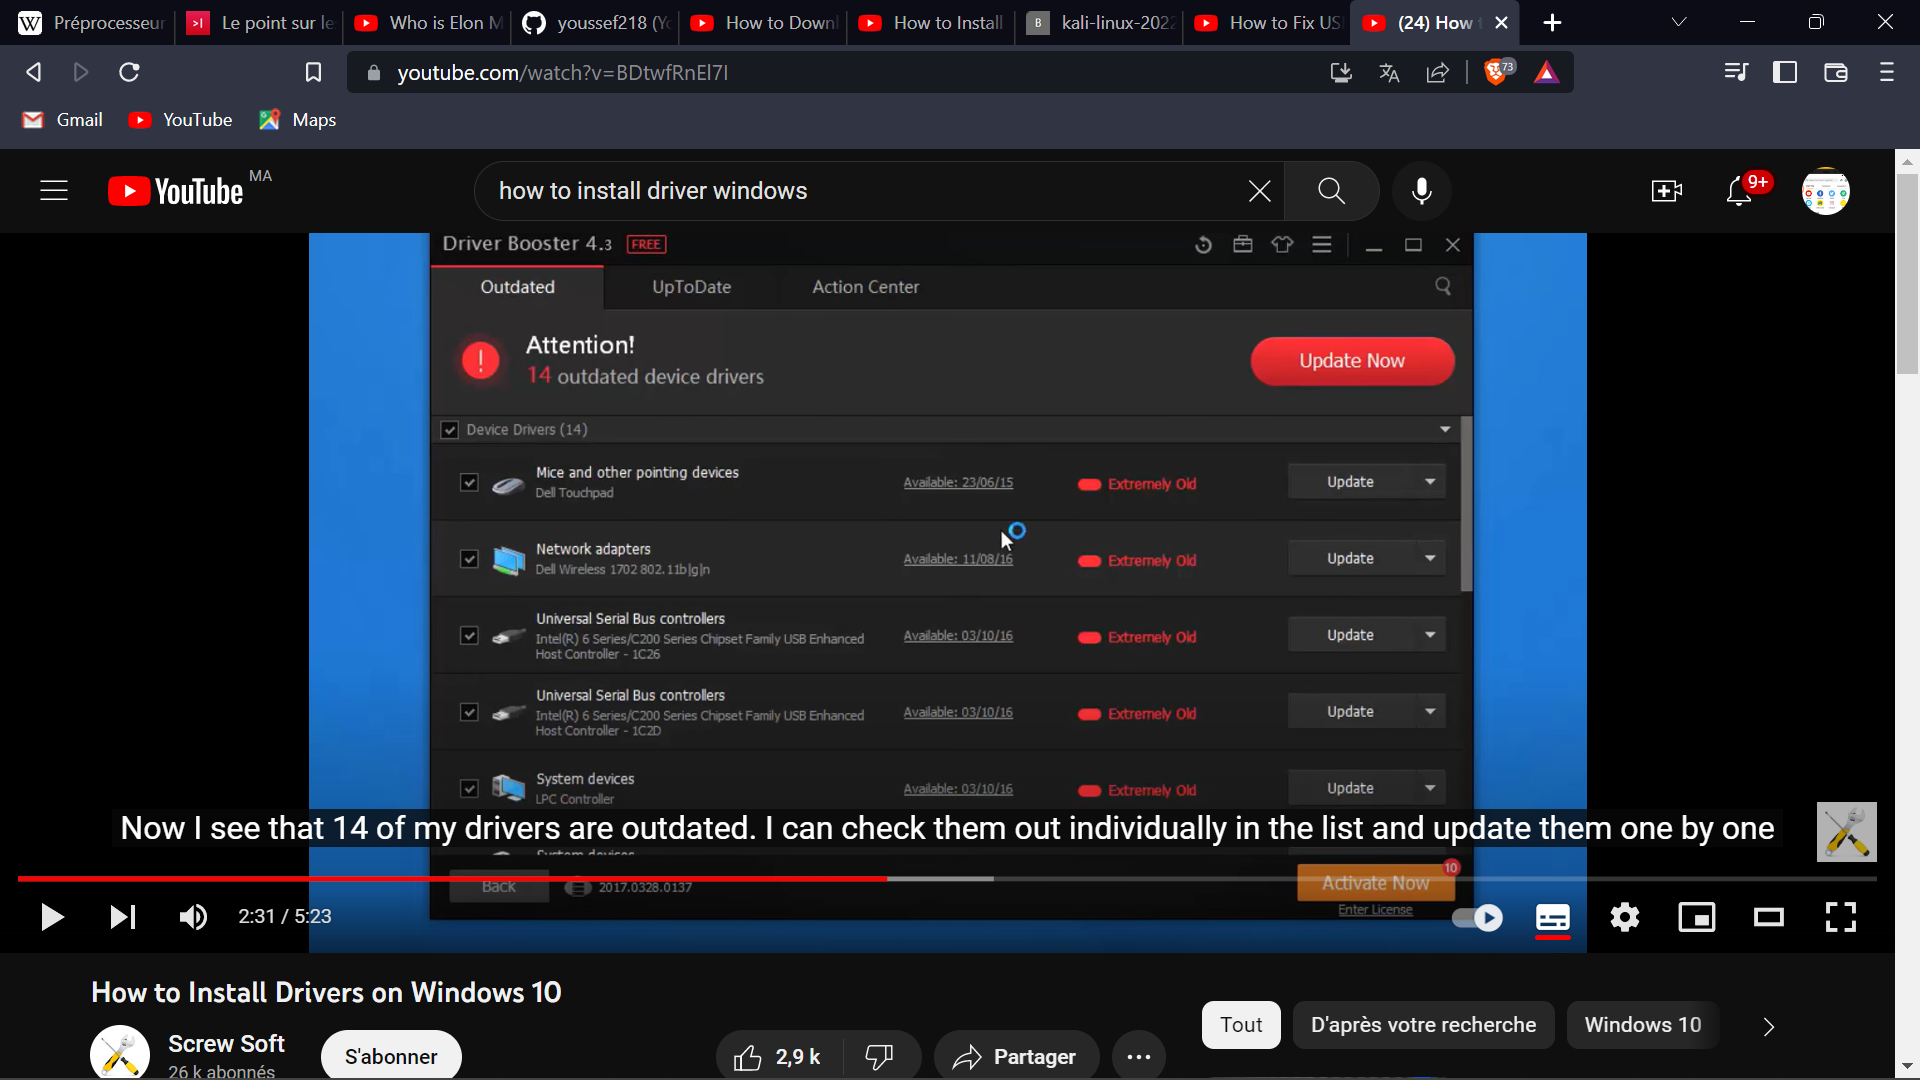 Préprocesseur
Le point sur le
Who is Elon M
youssef218 (Yo
How to Downl
How to Install
kali-linux-2022
How to Fix US
(24) How t
youtube.com/watch?v=BDtwfRnEl7I
73
Gmail
YouTube
Maps
YouTube MA
how to install driver windows
9+
Driver Booster 4.3 FREE
Outdated
UpToDate
Action Center
Attention!
14 outdated device drivers
Update Now
Device Drivers (14)
Mice and other pointing devices
Dell Touchpad
Available: 23/06/15
Extremely Old
Update
Network adapters
Dell Wireless 1702 802.11b|g|n
Available: 11/08/16
Extremely Old
Update
Universal Serial Bus controllers
Intel(R) 6 Series/C200 Series Chipset Family USB Enhanced
Host Controller - 1C26
Available: 03/10/16
Extremely Old
Update
Universal Serial Bus controllers
Intel(R) 6 Series/C200 Series Chipset Family USB Enhanced
Host Controller - 1C2D
Available: 03/10/16
Extremely Old
Update
System devices
LPC Controller
Available: 03/10/16
Extremely Old
Update
Now I see that 14 of my drivers are outdated. I can check them out individually in the list and update them one by one
System devices
Back
2017.0328.0137
Activate Now
10
Enter License
2:31 / 5:23
How to Install Drivers on Windows 10
Screw Soft
26 k abonnés
S'abonner
2,9 k
Partager
Tout
D'après votre recherche
Windows 10